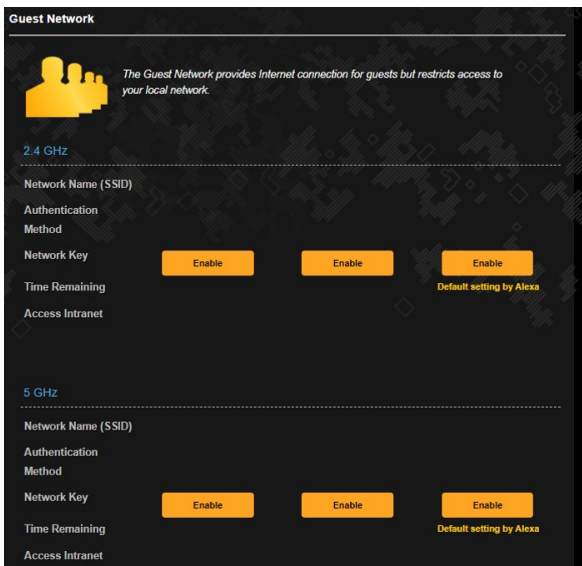 Guest Network
The Guest Network provides Internet connection for guests but restricts access to
your local network.
2.4 GHz
Network Name (SSID)
Authentication
Method
Network Key
Enable Enable Enable
Time Remaining
Default setting by Alexa
Access Intranet
5 GHz
Network Name (SSID)
Authentication
Method
Network Key
Enable Enable Enable
Time Remaining
Default setting by Alexa
Access Intranet